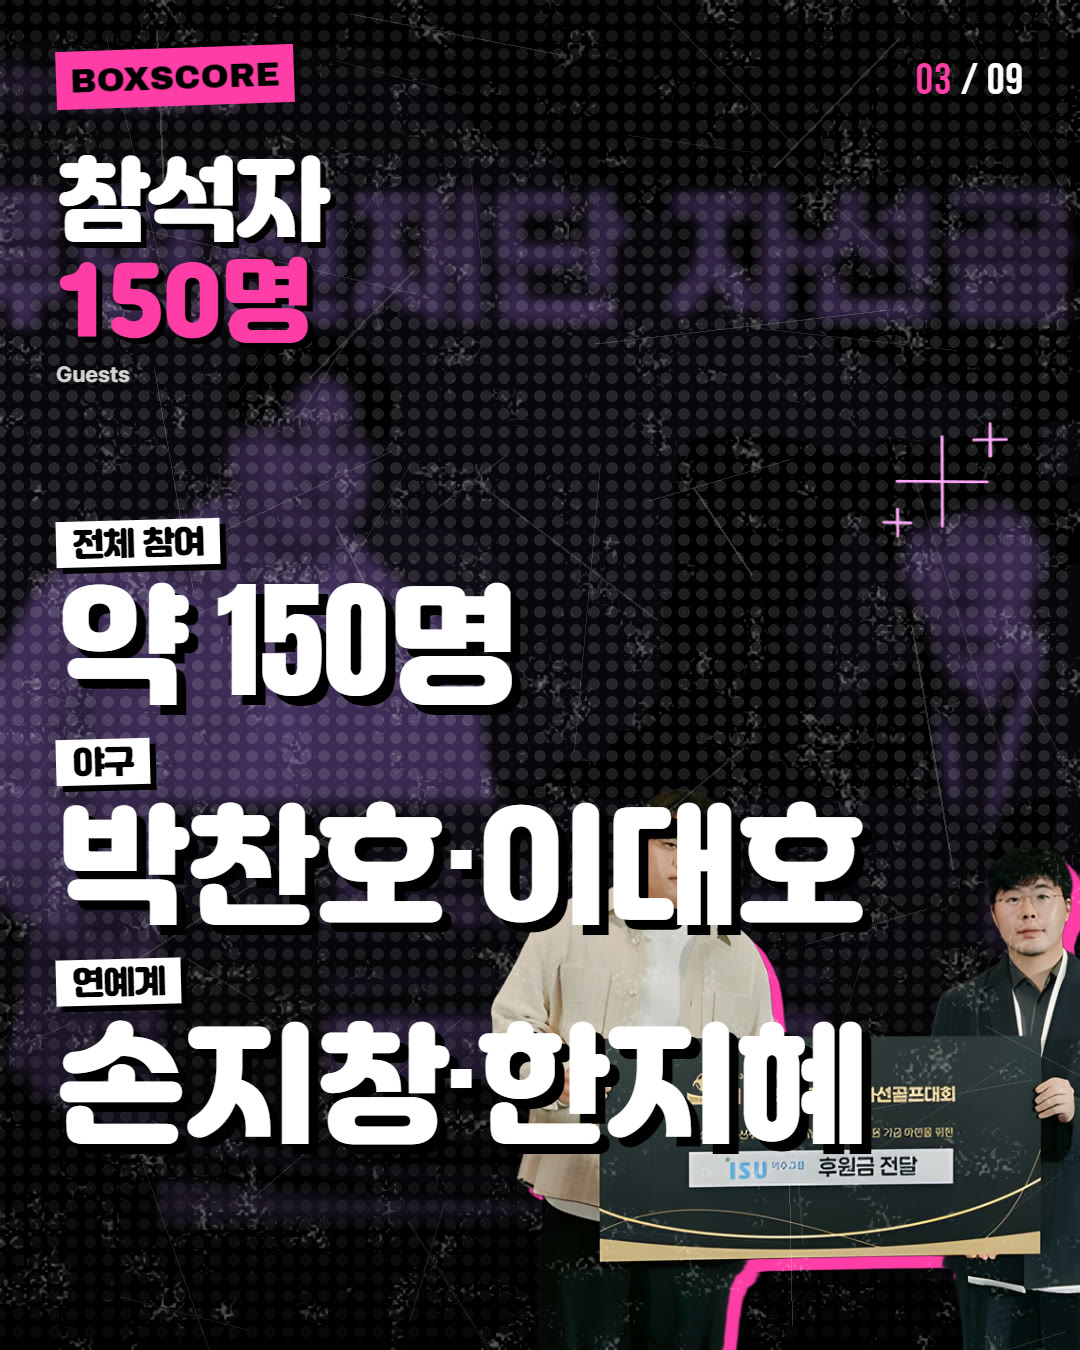 BOXSCORE
03 / 09
참석자
150명
Guests
전체 참여
약 150명
야구
박찬호·이대호
연예계
손지창·한지혜
선골프대회
ISU
후원금 전달